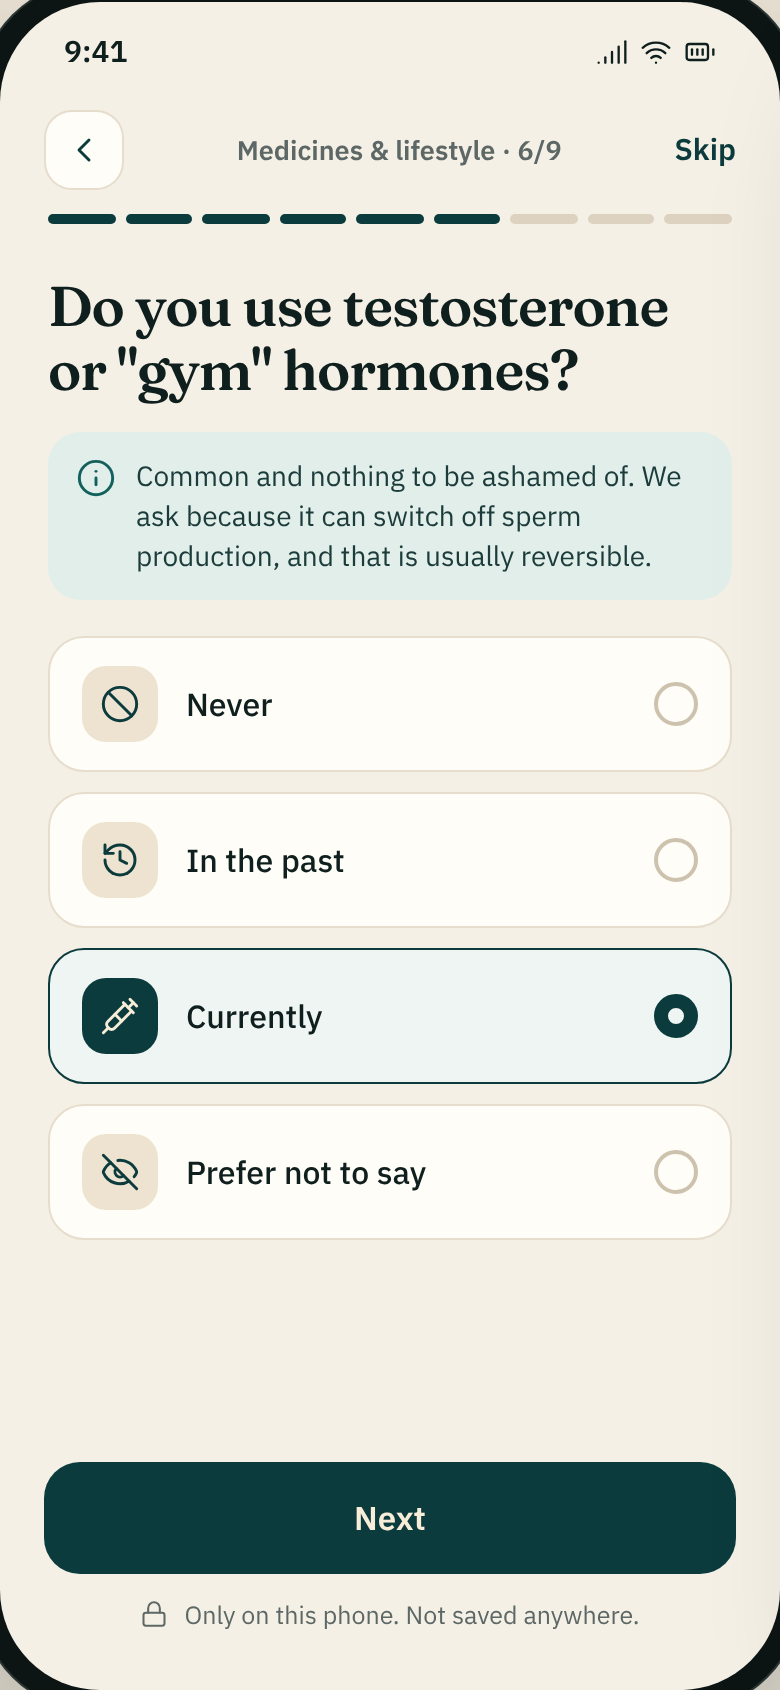 9:41
Medicines & lifestyle · 6/9
Skip
Do you use testosterone
or "gym" hormones?
Common and nothing to be ashamed of. We
ask because it can switch off sperm
production, and that is usually reversible.
Never
In the past
Currently
Prefer not to say
Next
Only on this phone. Not saved anywhere.